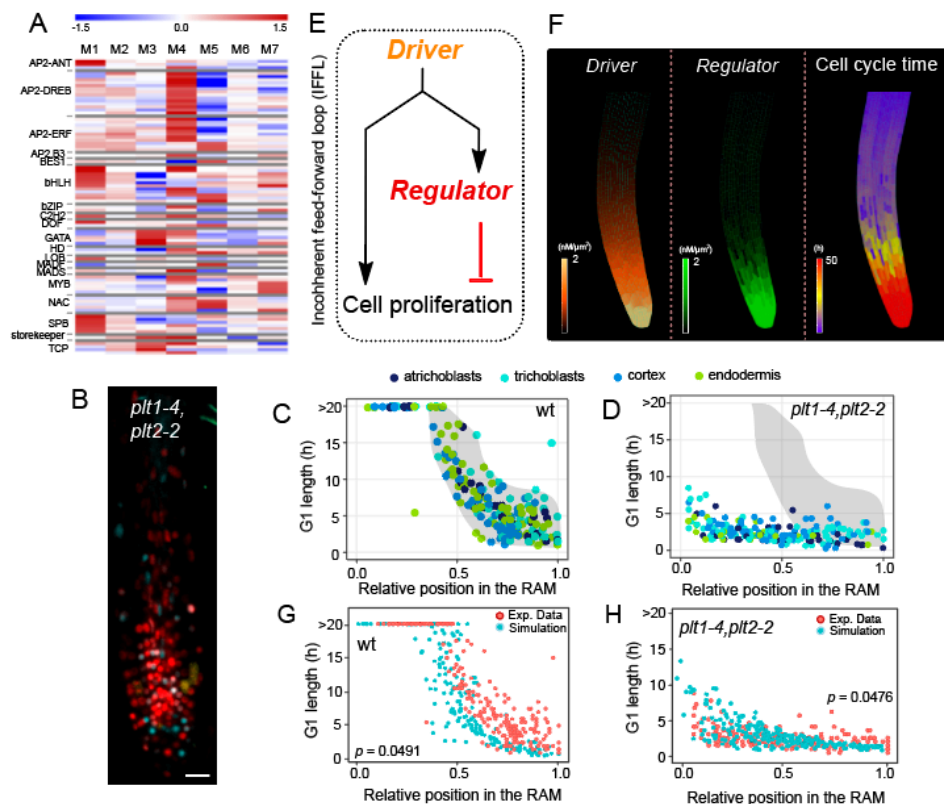 A
-1.5 0.0 1.5
M1 M2 M3 M4 M5 M6 M7
AP2-ANT
AP2-DREB
AP2-ERF
AP2.B3
BES1
bHLH
bZIP
C2H2
DOF
GATA
HD
LOB
MADF
MADS
MYB
NAC
SPB
storekeeper
TCP
E
Incohherent feed-forward loop (IFFL)
Driver
Regulator
Cell proliferation
F
Driver Regulator Cell cycle time
(nM/μm²)
2
(nM/μm²)
2
(h)
50
B
plt1-4,
plt2-2
atrichoblasts trichoblasts cortex endodermis
C
wt
G1 length (h)
>20
15
10
5
0
0.0 0.5 1.0
Relative position in the RAM
D
plt1-4,plt2-2
G1 length (h)
>20
15
10
5
0
0.0 0.5 1.0
Relative position in the RAM
G
Exp. Data
Simulation
wt
G1 length (h)
>20
15
10
5
0
p = 0.0491
0.0 0.5 1.0
Relative position in the RAM
H
Exp. Data
Simulation
plt1-4,plt2-2
G1 length (h)
>20
15
10
5
0
p = 0.0476
0.0 0.5 1.0
Relative position in the RAM